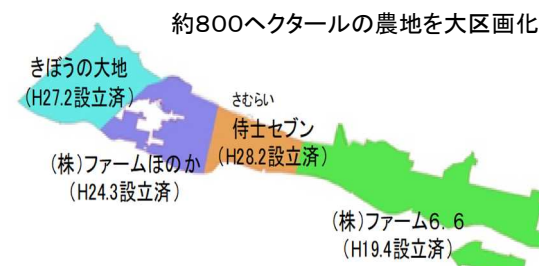 約800ヘクタールの農地を大区画化
きぼうの大地
(H27.2設立済)
さむらい
侍士セブン
(H28.2設立済)
(株)ファームほのか
(H24.3設立済)
(株)ファーム6.6
(H19.4設立済)